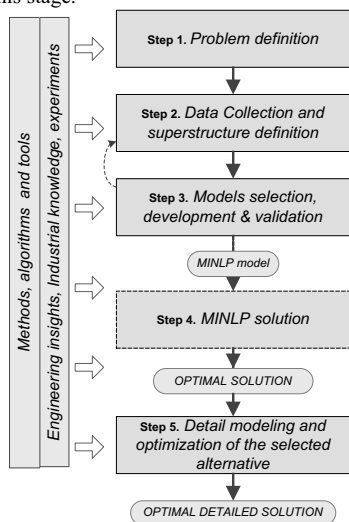 his stage.
Methods, algorithms and tools
Engineering insights, Industrial knowledge, experiments
Step 1. Problem definition
Step 2. Data Collection and
superstructure definition
Step 3. Models selection,
development & validation
MINLP model
Step 4. MINLP solution
OPTIMAL SOLUTION
Step 5. Detail modeling and
optimization of the selected
alternative
OPTIMAL DETAILED SOLUTION